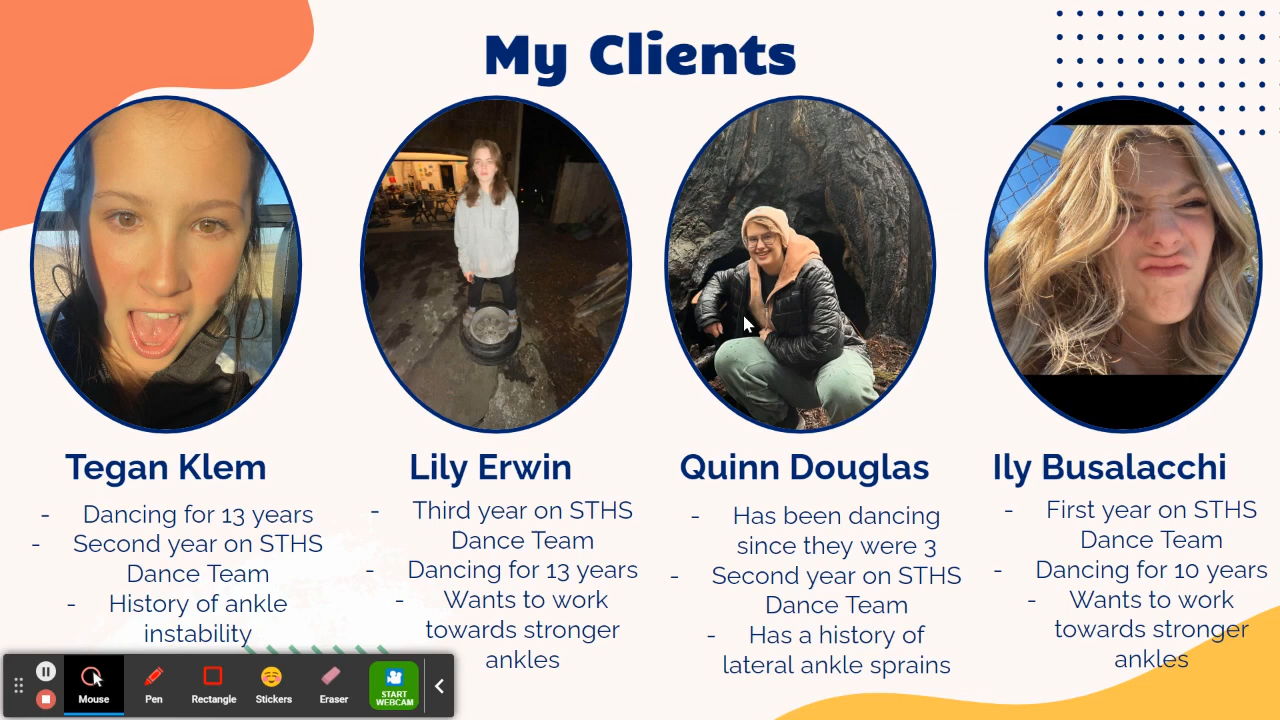 My Clients
Tegan Klem
- Dancing for 13 years
- Second year on STHS
Dance Team
- History of ankle
instability
Lily Erwin
- Third year on STHS
Dance Team
- Dancing for 13 years
- Wants to work
towards stronger
ankles
Quinn Douglas
- Has been dancing
since they were 3
- Second year on STHS
Dance Team
- Has a history of
lateral ankle sprains
Ily Busalacchi
- First year on STHS
Dance Team
- Dancing for 10 years
- Wants to work
towards stronger
ankles
Mouse
Pen
Rectangle
Stickers
Eraser
START
WEBCAM